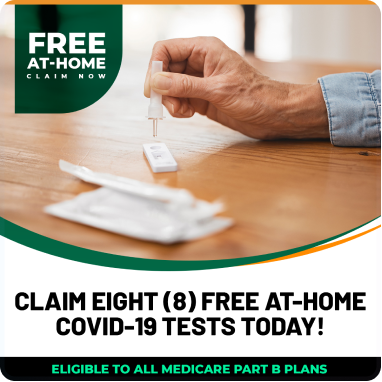 FREE
AT-HOME
CLAIM NOW
CLAIM EIGHT (8) FREE AT-HOME
COVID-19 TESTS TODAY!
ELIGIBLE TO ALL MEDICARE PART B PLANS